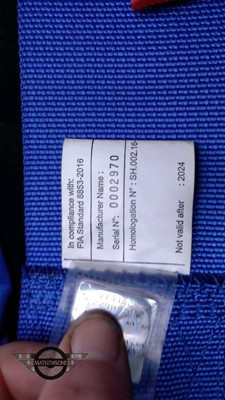 In compliance with:
FIA Standard 8853-2016
Manufacturer Name :
Serial N°: 0002970
Homologation N° : SH.002.16-
Not valid after : 2024